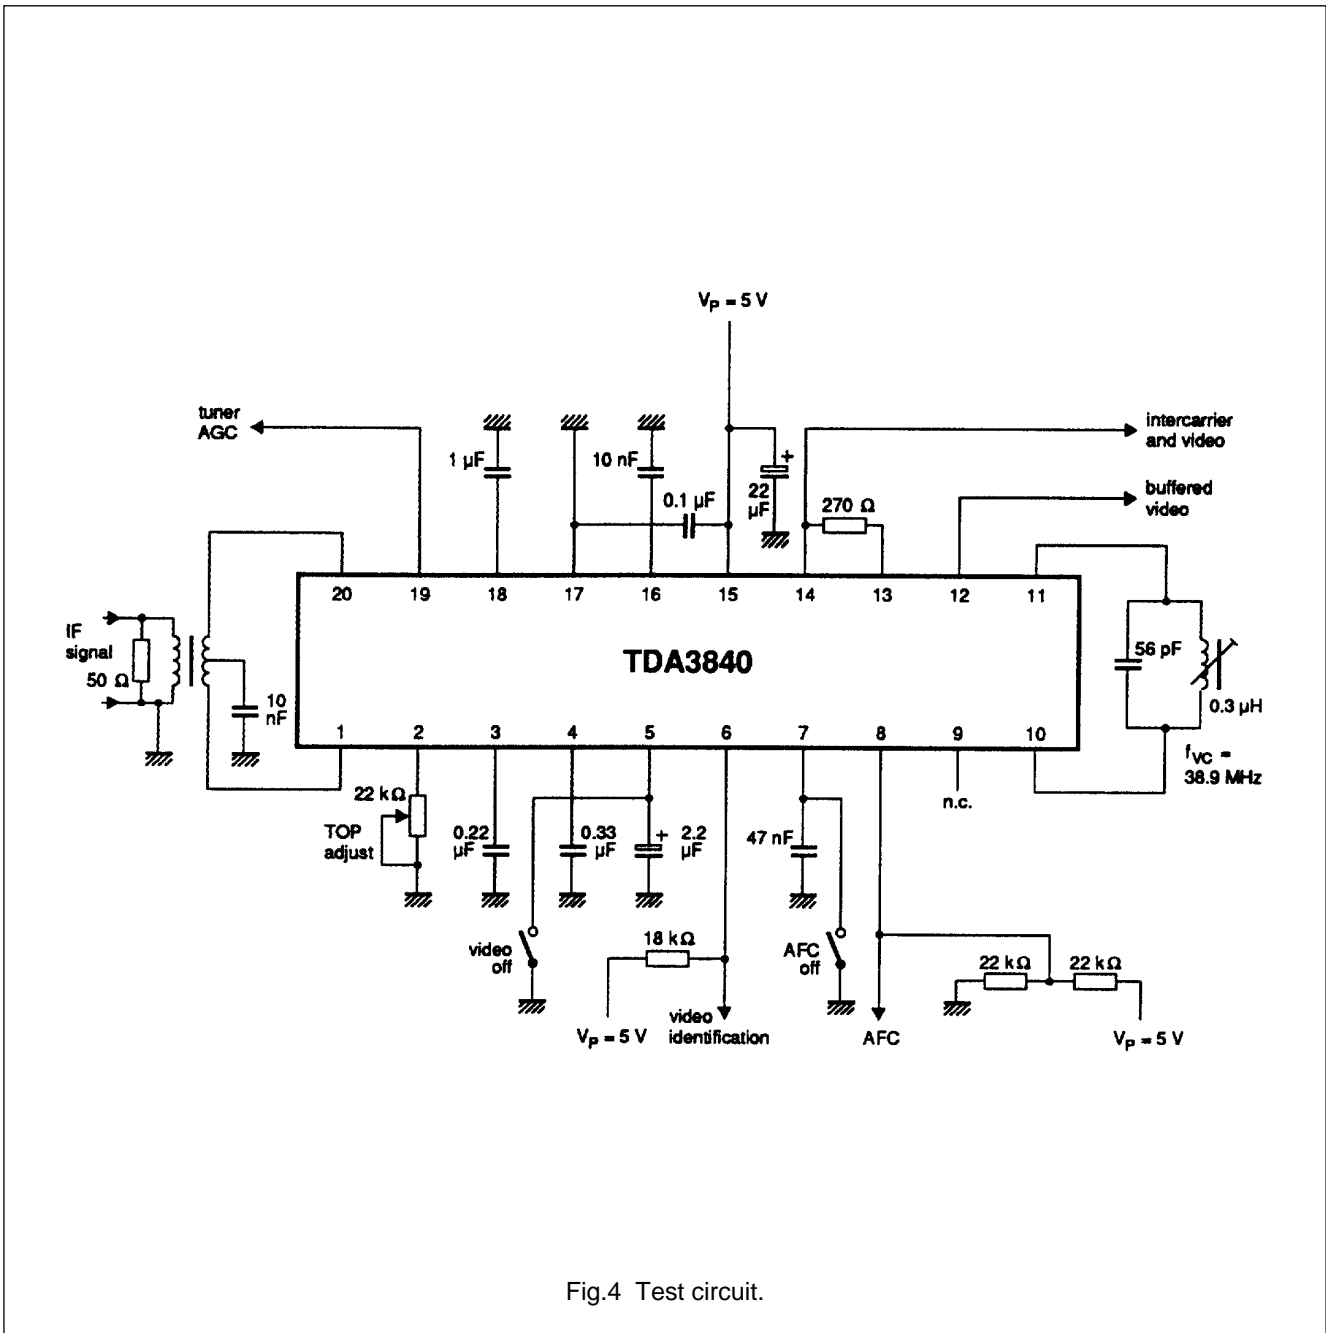 V_P = 5 V
tuner
AGC
intercarrier
and video
1 µF
10 nF
0.1 µF
+
22
µF
270 Ω
buffered
video
20
19
18
17
16
15
14
13
12
11
IF
signal
50 Ω
10
nF
TDA3840
56 pF
0.3 µH
1
2
3
4
5
6
7
8
9
10
f_VC =
38.9 MHz
22 kΩ
TOP
adjust
0.22
µF
0.33
µF
+
2.2
µF
47 nF
n.c.
video
off
18 kΩ
AFC
off
22 kΩ
22 kΩ
V_P = 5 V
video
identification
AFC
V_P = 5 V
Fig.4 Test circuit.